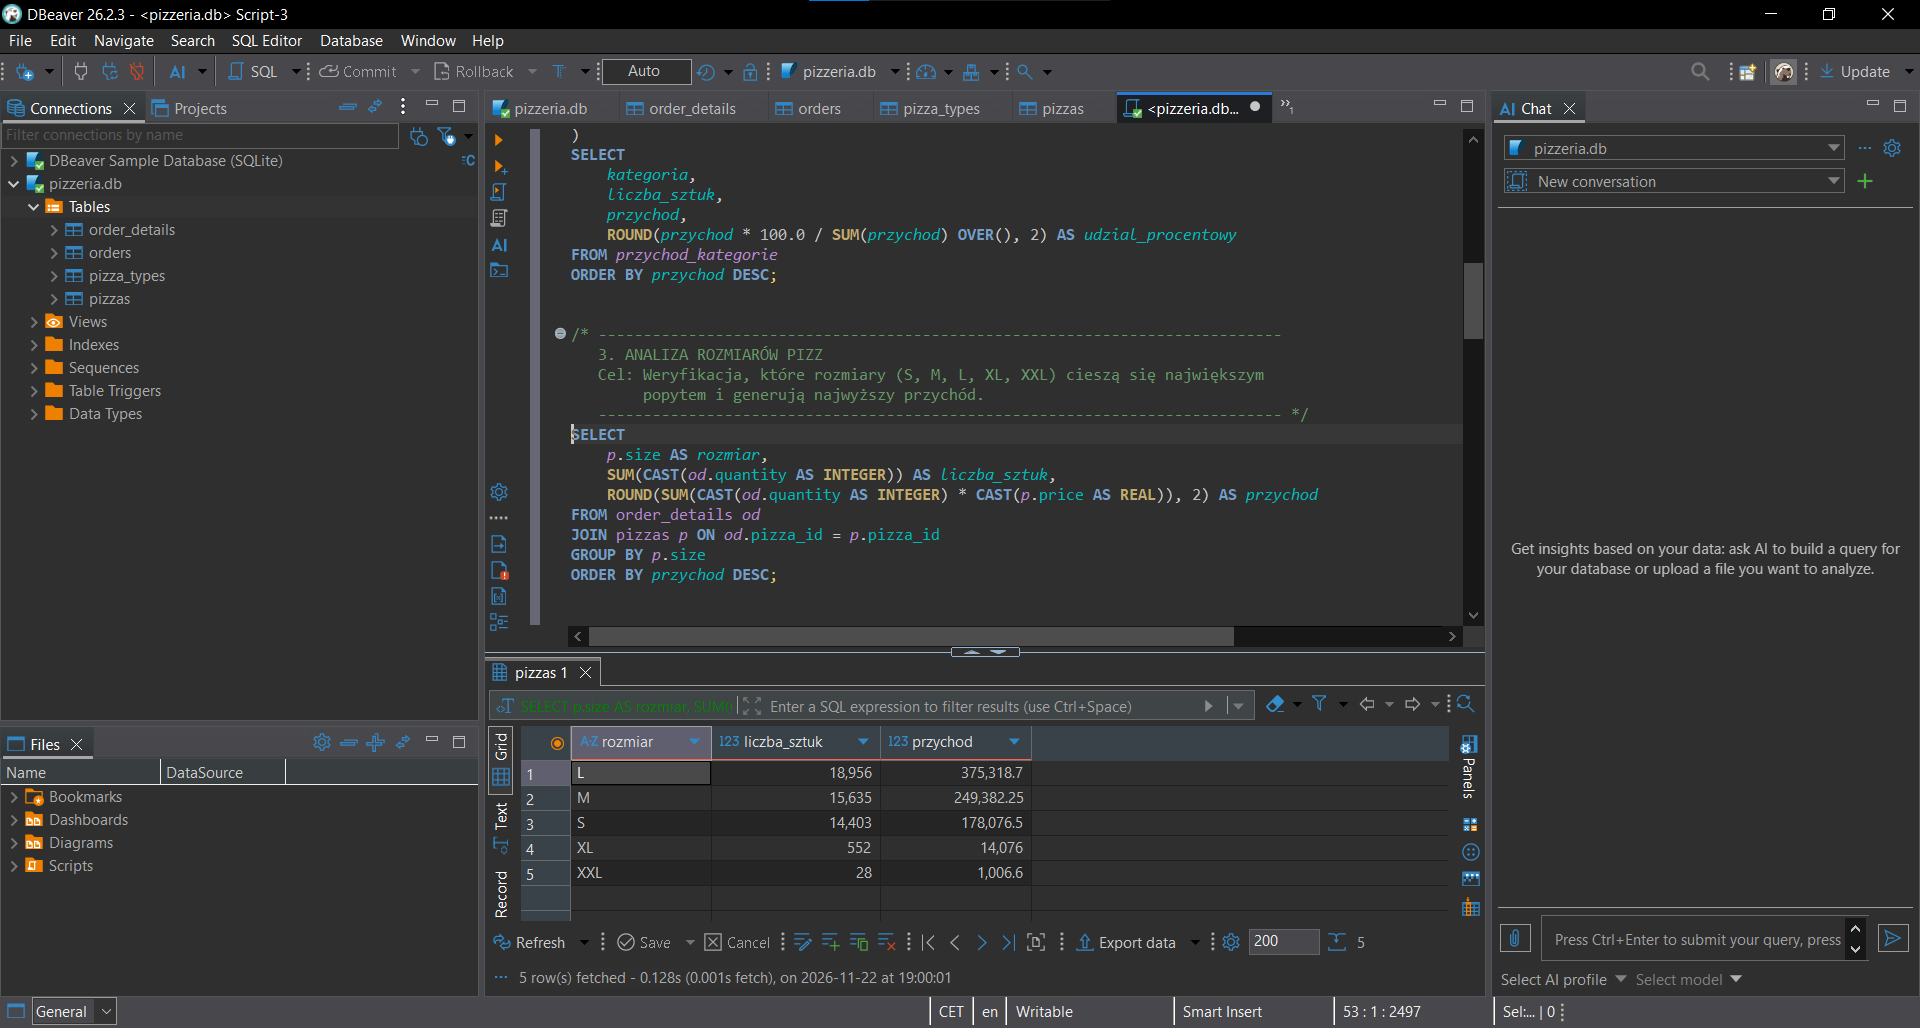 DBeaver 26.2.3 - <pizzeria.db> Script-3
File Edit Navigate Search SQL Editor Database Window Help
AI SQL Commit Rollback T Auto pizzeria.db Update
Connections Projects
Filter connections by name
DBeaver Sample Database (SQLite)
pizzeria.db
Tables
order_details
orders
pizza_types
pizzas
Views
Indexes
Sequences
Table Triggers
Data Types
Files
Name DataSource
Bookmarks
Dashboards
Diagrams
Scripts
General
pizzeria.db order_details orders pizza_types pizzas <pizzeria.db... »1
AI
)
SELECT
kategoria,
liczba_sztuk,
przychod,
ROUND(przychod * 100.0 / SUM(przychod) OVER(), 2) AS udzial_procentowy
FROM przychod_kategorie
ORDER BY przychod DESC;
/* ----------------------------------------------------------------------------
3. ANALIZA ROZMIARÓW PIZZ
Cel: Weryfikacja, które rozmiary (S, M, L, XL, XXL) cieszą się największym
popytem i generują najwyższy przychód.
---------------------------------------------------------------------------- */
SELECT
p.size AS rozmiar,
SUM(CAST(od.quantity AS INTEGER)) AS liczba_sztuk,
ROUND(SUM(CAST(od.quantity AS INTEGER) * CAST(p.price AS REAL)), 2) AS przychod
FROM order_details od
JOIN pizzas p ON od.pizza_id = p.pizza_id
GROUP BY p.size
ORDER BY przychod DESC;
pizzas 1
SELECT p.size AS rozmiar, SUM( Enter a SQL expression to filter results (use Ctrl+Space)
Grid
Text
Record
A-Z rozmiar 123 liczba_sztuk 123 przychod
1 L 18,956 375,318.7
2 M 15,635 249,382.25
3 S 14,403 178,076.5
4 XL 552 14,076
5 XXL 28 1,006.6
Panels
Refresh Save Cancel Export data 200 5
5 row(s) fetched - 0.128s (0.001s fetch), on 2026-11-22 at 19:00:01
AI Chat
pizzeria.db
New conversation
Get insights based on your data: ask AI to build a query for
your database or upload a file you want to analyze.
Press Ctrl+Enter to submit your query, press
Select AI profile Select model
CET en Writable Smart Insert 53 : 1 : 2497 Sel:... | 0